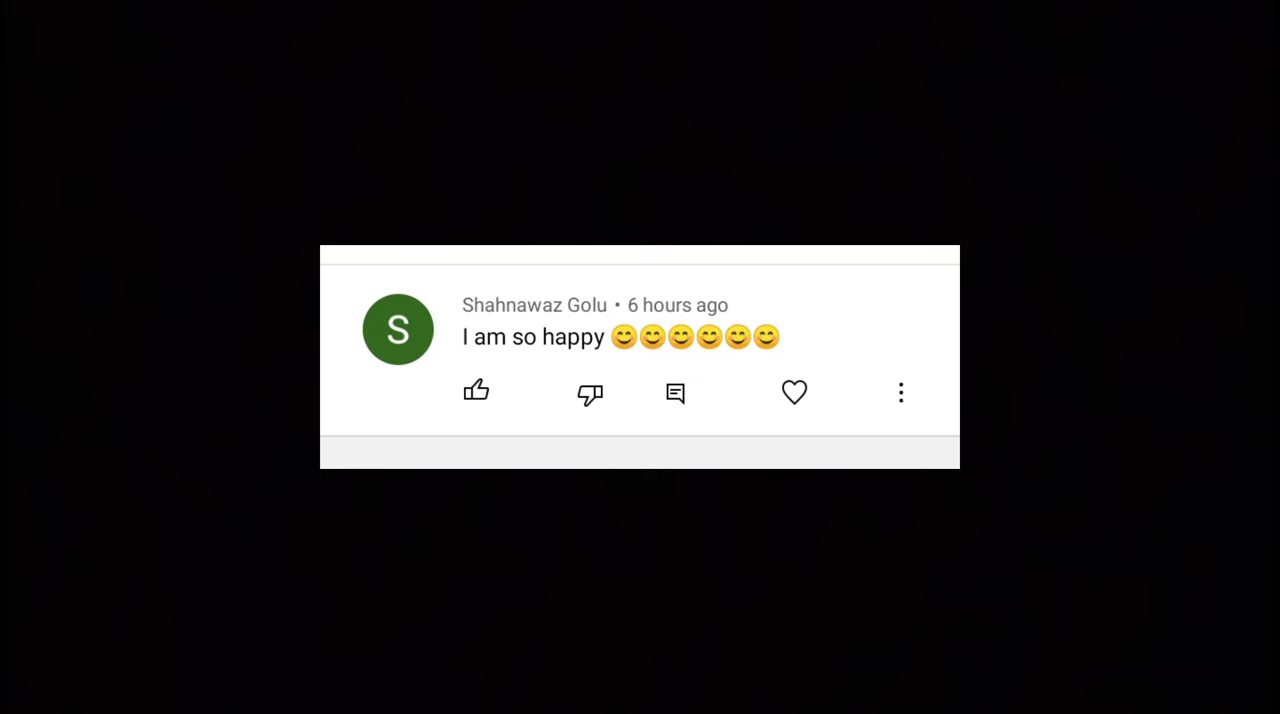 S
Shahnawaz Golu • 6 hours ago
I am so happy 😊😊😊😊😊😊